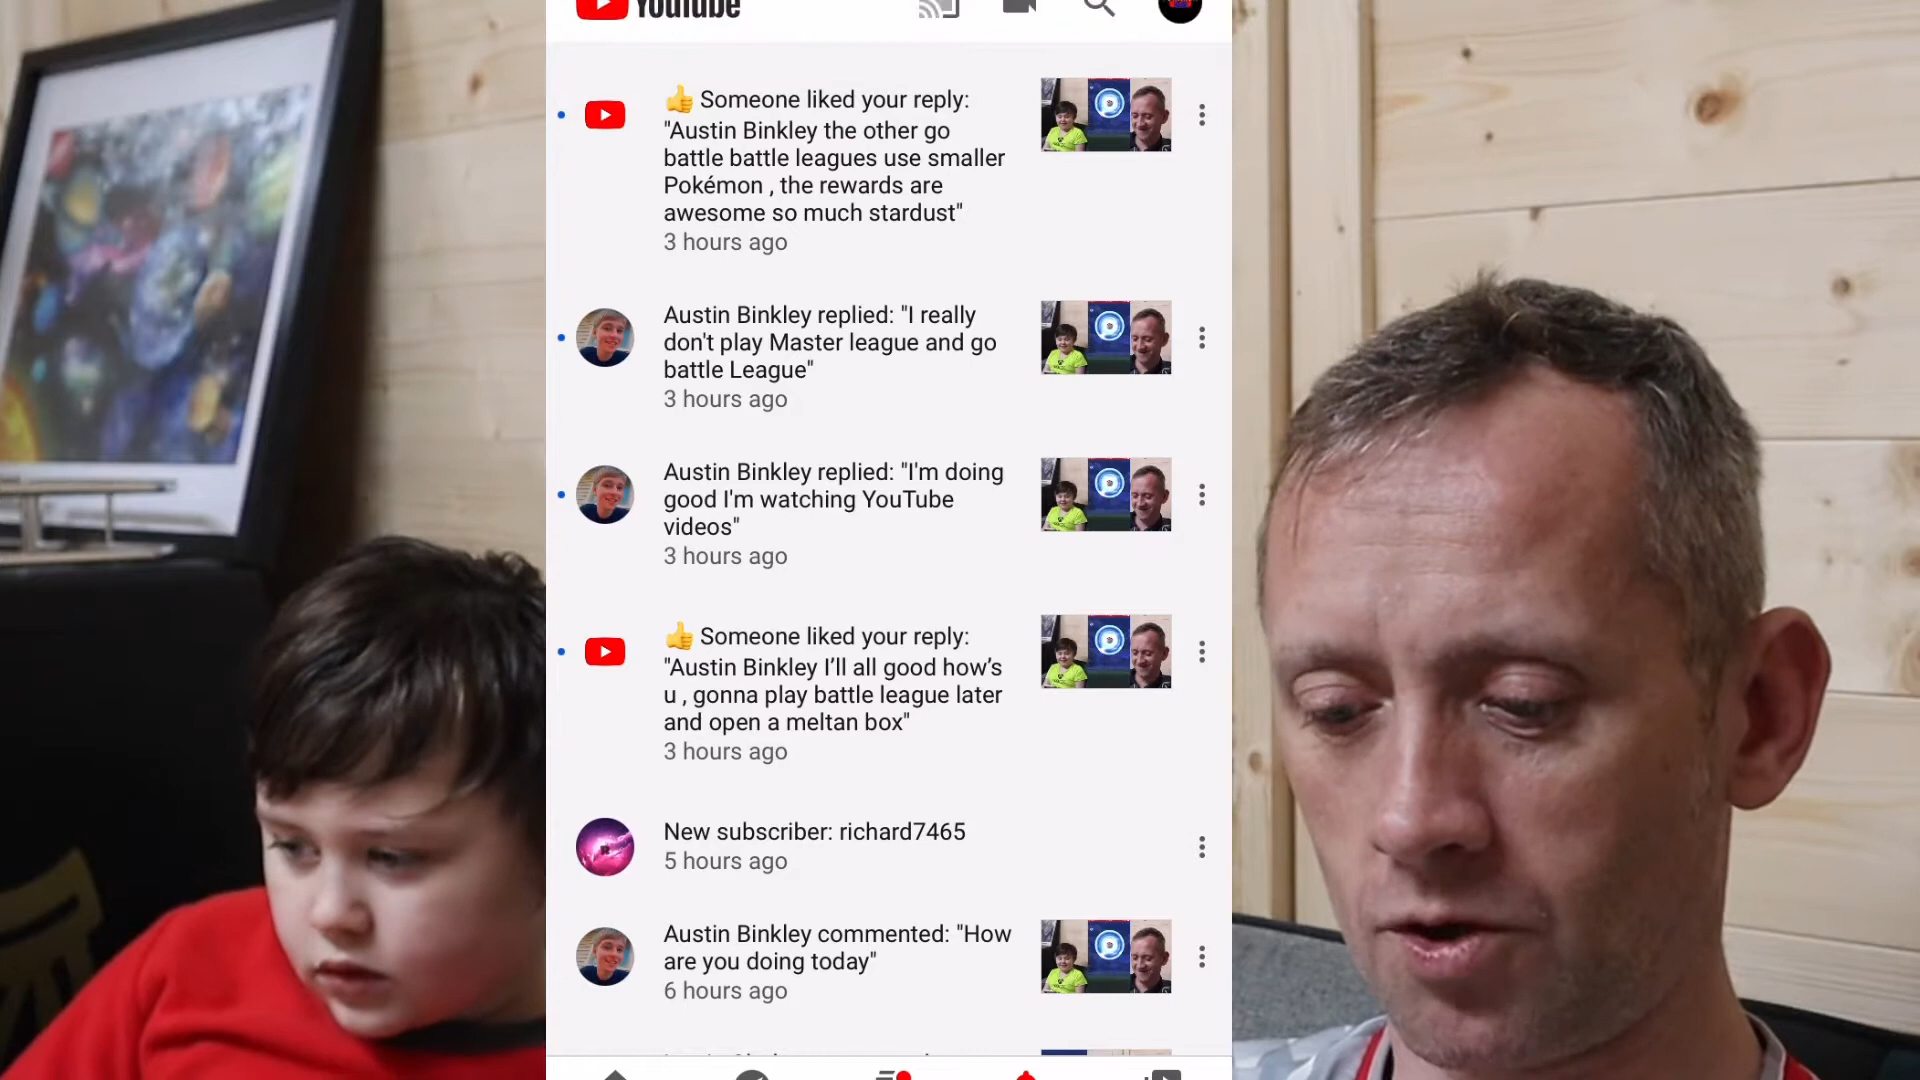 YouTube
👍 Someone liked your reply:
"Austin Binkley the other go
battle battle leagues use smaller
Pokémon , the rewards are
awesome so much stardust"
3 hours ago
Austin Binkley replied: "I really
don't play Master league and go
battle League"
3 hours ago
Austin Binkley replied: "I'm doing
good I'm watching YouTube
videos"
3 hours ago
👍 Someone liked your reply:
"Austin Binkley I’ll all good how’s
u , gonna play battle league later
and open a meltan box"
3 hours ago
New subscriber: richard7465
5 hours ago
Austin Binkley commented: "How
are you doing today"
6 hours ago